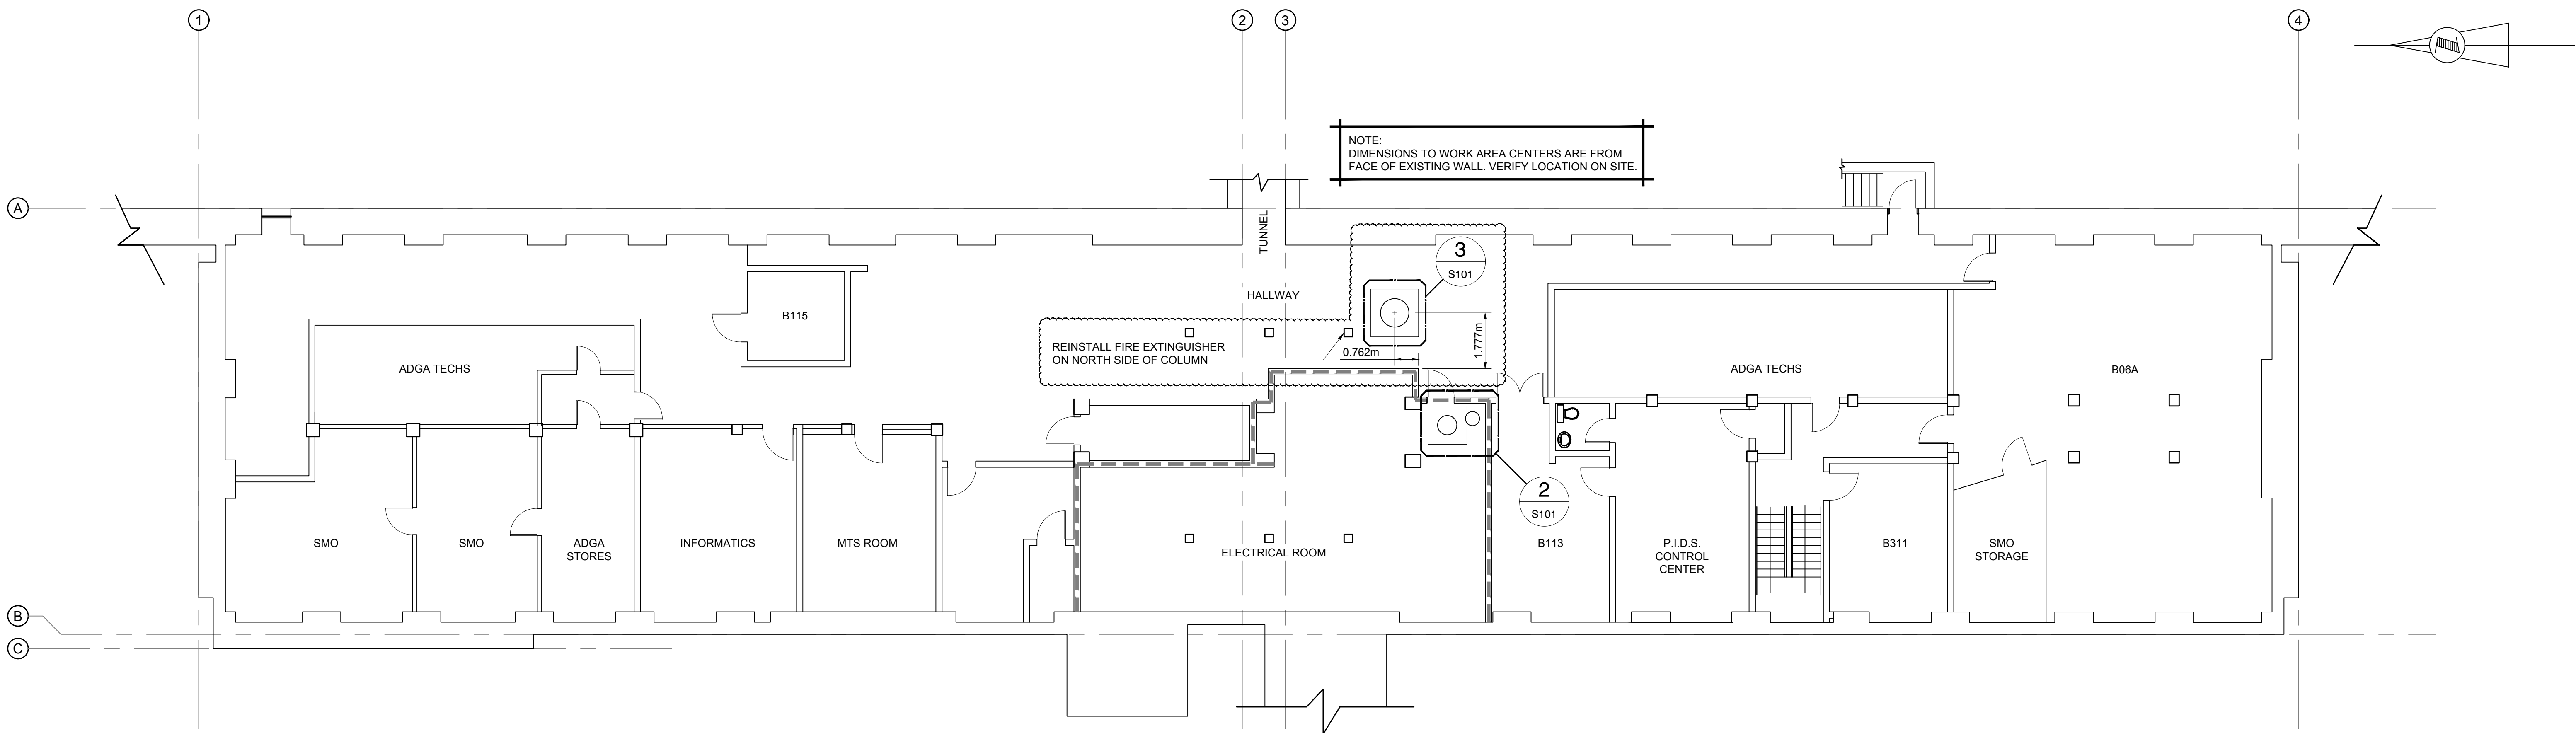 1
2
3
4
NOTE:
DIMENSIONS TO WORK AREA CENTERS ARE FROM
FACE OF EXISTING WALL. VERIFY LOCATION ON SITE.
A
TUNNEL
3
S101
HALLWAY
B115
REINSTALL FIRE EXTINGUISHER
ON NORTH SIDE OF COLUMN
0.762m
1.777m
ADGA TECHS
ADGA TECHS
B06A
2
S101
SMO
SMO
ADGA
STORES
INFORMATICS
MTS ROOM
ELECTRICAL ROOM
B113
P.I.D.S.
CONTROL
CENTER
B311
SMO
STORAGE
B
C